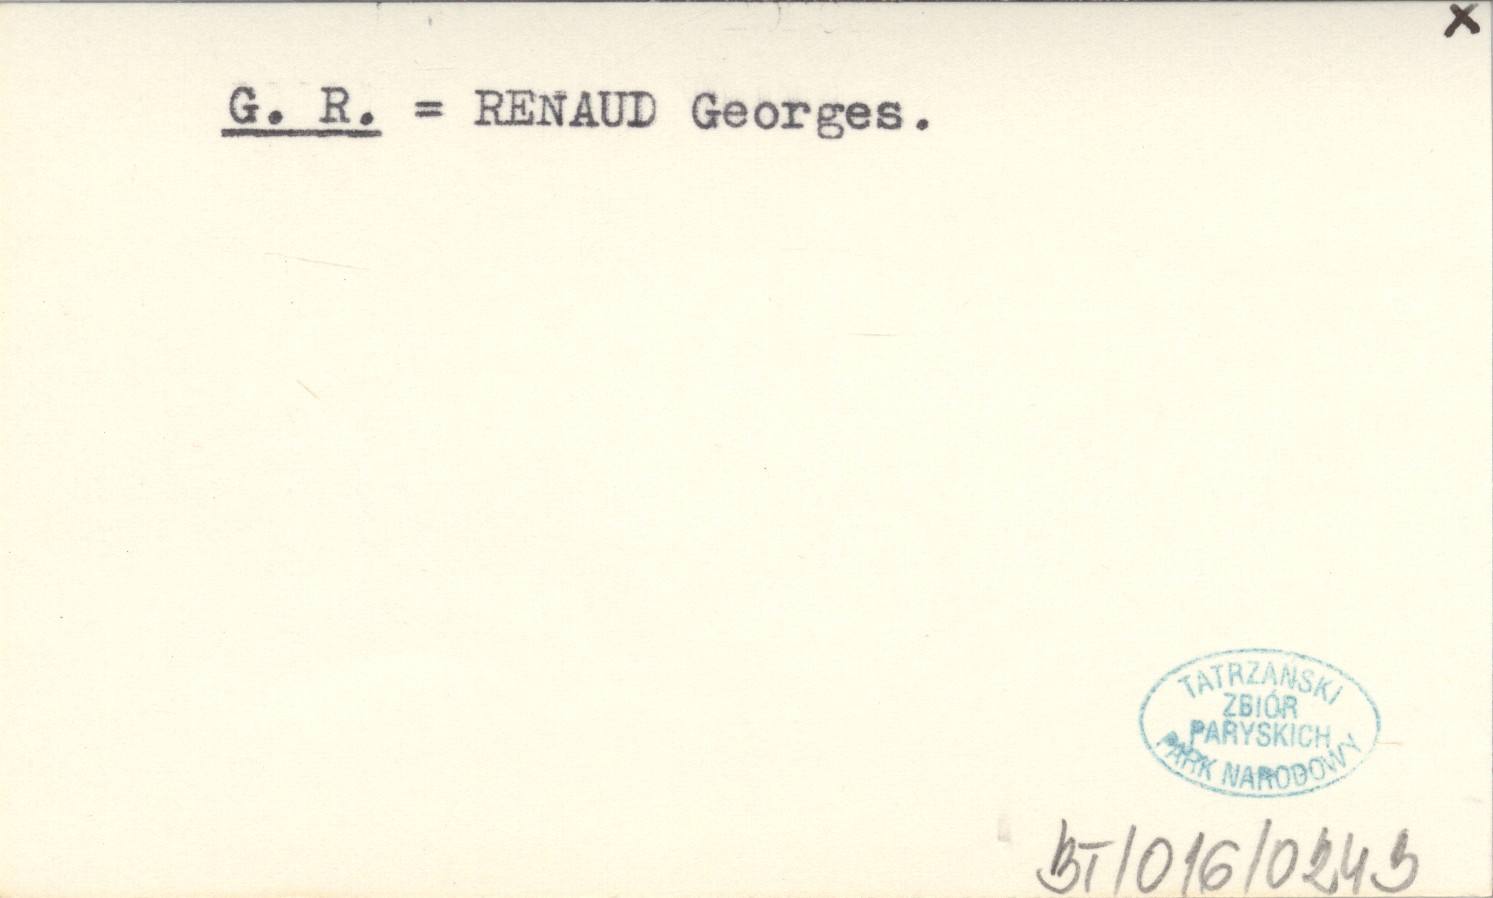 X
G. R. = RENAUD Georges.
TATRZAŃSKI
ZBIÓR
PARYSKICH
PARK NARODOWY
BT/016/0243